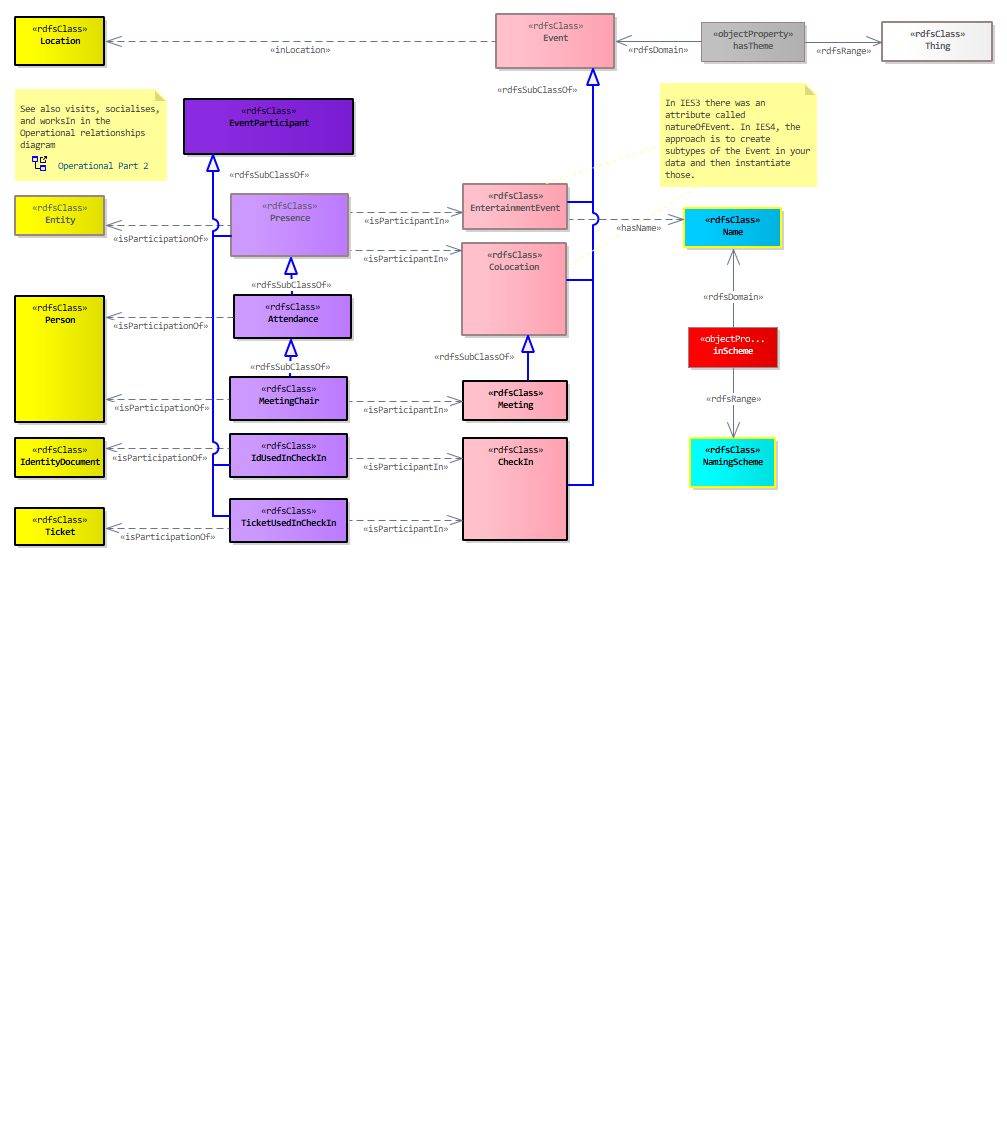 «rdfsClass»
Location
«inLocation»
«rdfsClass»
Event
«rdfsDomain»
«objectProperty»
hasTheme
«rdfsRange»
«rdfsClass»
Thing
See also visits, socialises,
and worksIn in the
Operational relationships
diagram
Operational Part 2
«rdfsClass»
EventParticipant
«rdfsSubClassOf»
«rdfsSubClassOf»
In IES3 there was an
attribute called
natureOfEvent. In IES4, the
approach is to create
subtypes of the Event in your
data and then instantiate
those.
«rdfsClass»
Entity
«isParticipationOf»
«rdfsClass»
Presence
«isParticipantIn»
«isParticipantIn»
«rdfsClass»
EntertainmentEvent
«hasName»
«rdfsClass»
Name
«rdfsClass»
CoLocation
«rdfsSubClassOf»
«rdfsDomain»
«rdfsClass»
Person
«isParticipationOf»
«rdfsClass»
Attendance
«objectPro...
inScheme
«rdfsSubClassOf»
«rdfsSubClassOf»
«isParticipationOf»
«rdfsClass»
MeetingChair
«isParticipantIn»
«rdfsClass»
Meeting
«rdfsRange»
«rdfsClass»
IdentityDocument
«isParticipationOf»
«rdfsClass»
IdUsedInCheckIn
«isParticipantIn»
«rdfsClass»
CheckIn
«rdfsClass»
NamingScheme
«rdfsClass»
Ticket
«isParticipationOf»
«rdfsClass»
TicketUsedInCheckIn
«isParticipantIn»